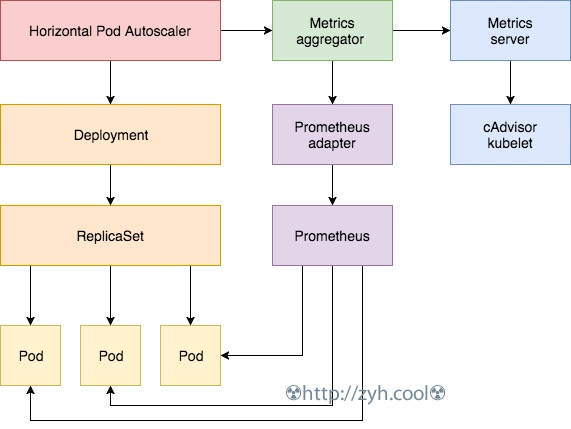 Horizontal Pod Autoscaler
Metrics
aggregator
Metrics
server
Deployment
Prometheus
adapter
cAdvisor
kubelet
ReplicaSet
Prometheus
Pod
Pod
Pod
☢http://zyh.cool☢